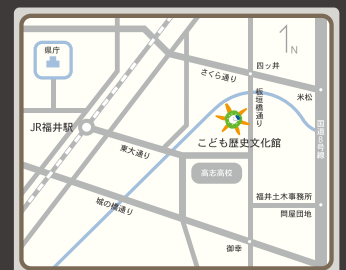 県庁
四ツ井
さくら通り
米松
板垣橋通り
JR福井駅
国道8号線
こども歴史文化館
東大通り
高志高校
城の橋通り
福井土木事務所
問屋団地
御幸
N